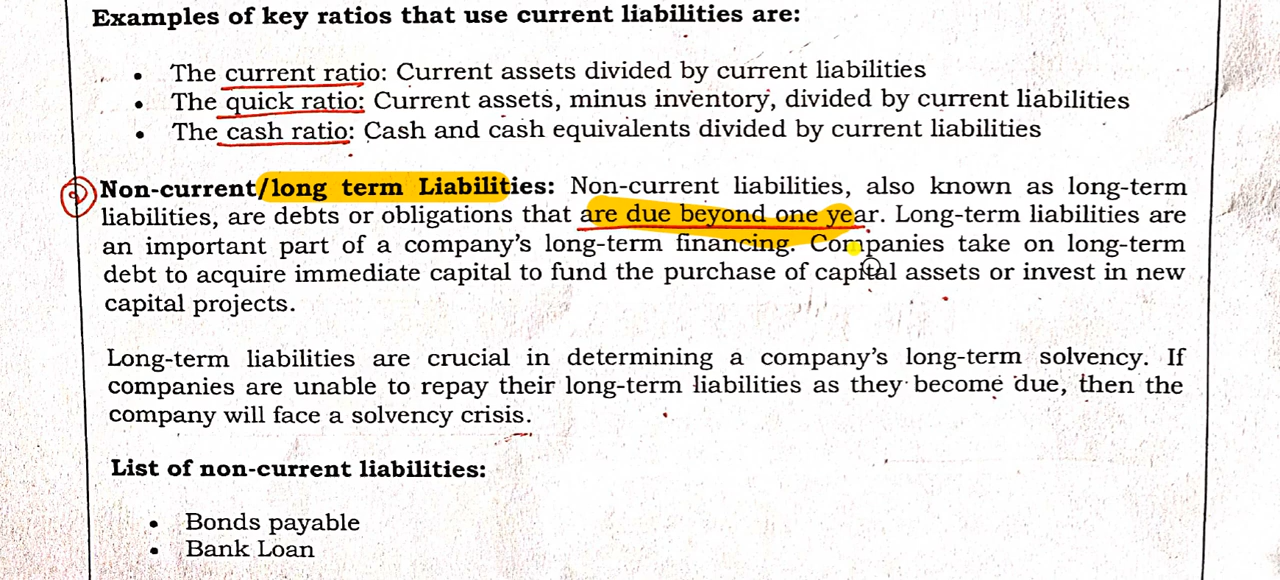 Examples of key ratios that use current liabilities are:
• The current ratio: Current assets divided by current liabilities
• The quick ratio: Current assets, minus inventory, divided by current liabilities
• The cash ratio: Cash and cash equivalents divided by current liabilities
2 Non-current/long term Liabilities: Non-current liabilities, also known as long-term
liabilities, are debts or obligations that are due beyond one year. Long-term liabilities are
an important part of a company's long-term financing. Companies take on long-term
debt to acquire immediate capital to fund the purchase of capital assets or invest in new
capital projects.
Long-term liabilities are crucial in determining a company's long-term solvency. If
companies are unable to repay their long-term liabilities as they become due, then the
company will face a solvency crisis.
List of non-current liabilities:
• Bonds payable
• Bank Loan